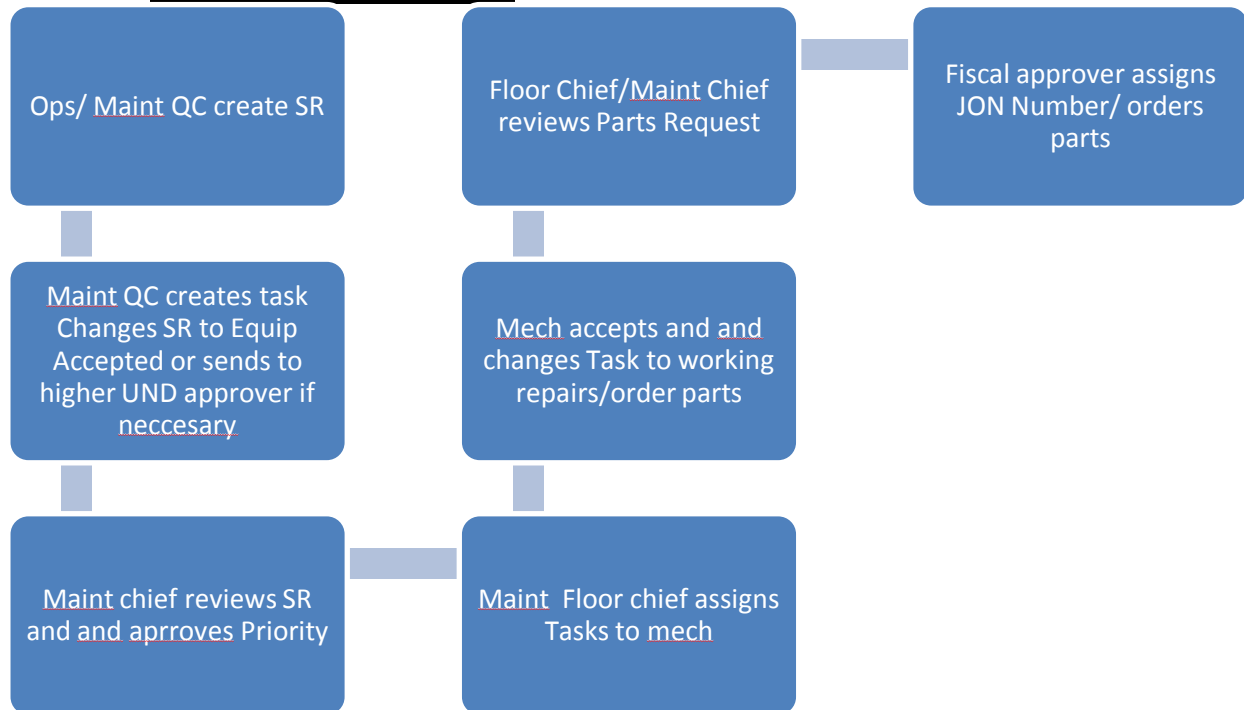 Ops/ Maint QC create SR
Maint QC creates task
Changes SR to Equip
Accepted or sends to
higher UND approver if
neccesary
Maint chief reviews SR
and and aprroves Priority
Maint  Floor chief assigns
Tasks to mech
Mech accepts and and
changes Task to working
repairs/order parts
Floor Chief/Maint Chief
reviews Parts Request
Fiscal approver assigns
JON Number/ orders
parts